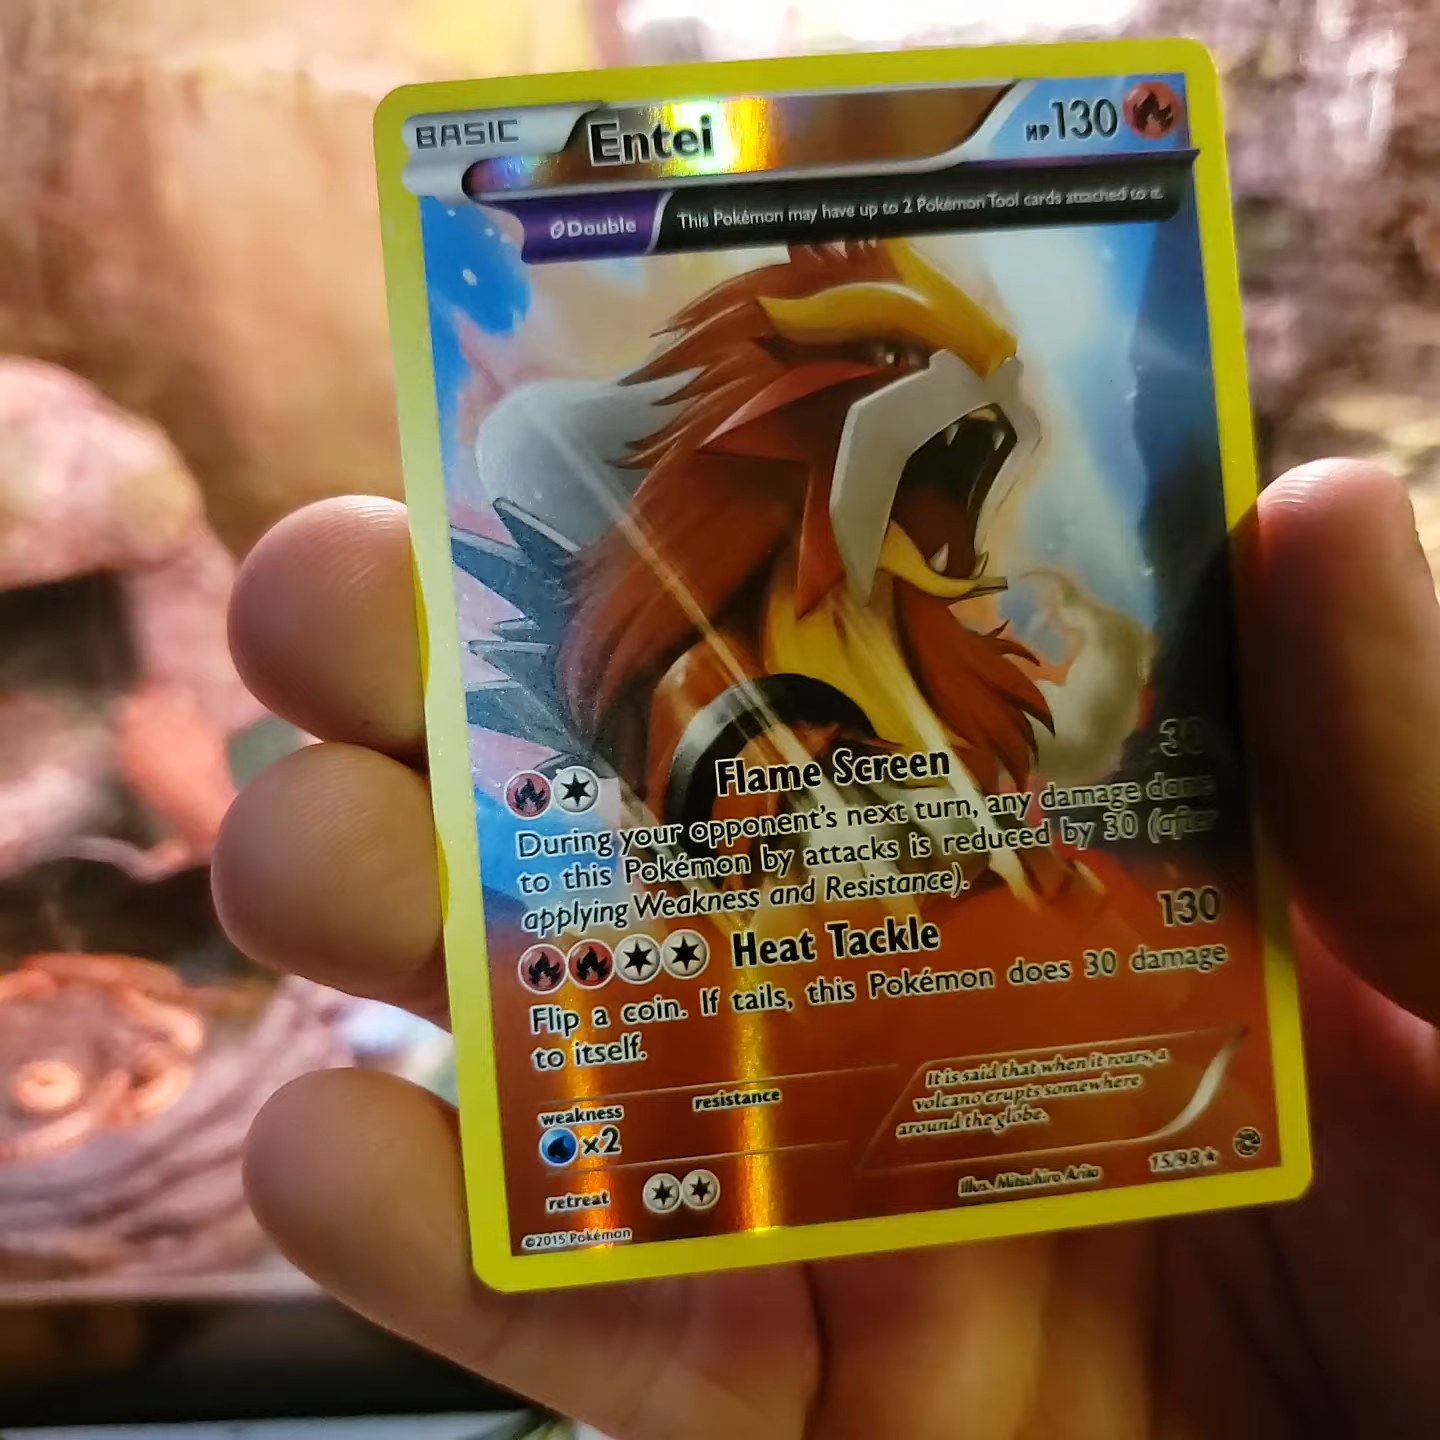 BASIC Entei HP130
θDouble This Pokémon may have up to 2 Pokémon Tool cards attached to it.
Flame Screen 30
During your opponent's next turn, any damage done
to this Pokémon by attacks is reduced by 30 (after
applying Weakness and Resistance).
Heat Tackle 130
Flip a coin. If tails, this Pokémon does 30 damage
to itself.
weakness resistance
×2
It is said that when it roars, a
volcano erupts somewhere
around the globe.
retreat
Illus. Mitsuhiro Arita 15/98★
©2015 Pokémon